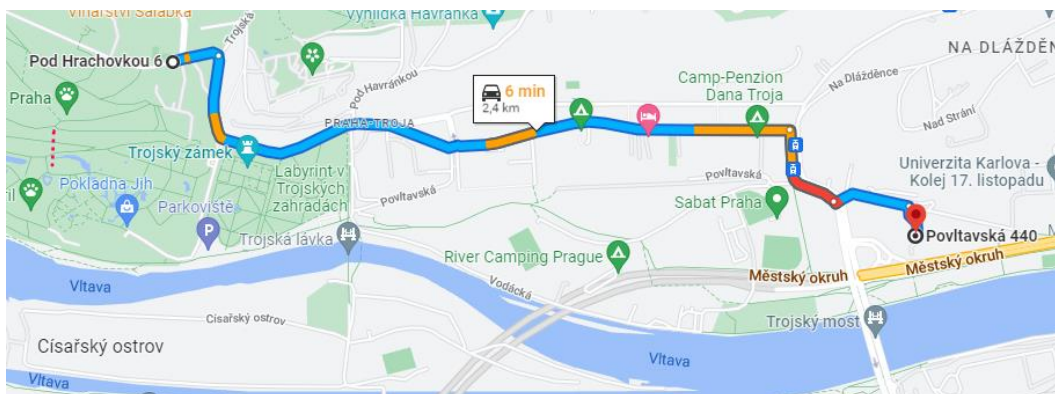 Vinařství Salabka
Trojská
Výhlídka Havránka
NA DLÁŽDĚN
Pod Hrachovkou 6
Na Dlážděnce
Camp-Penzion
Dana Troja
6 min
2,4 km
Pod Havránkou
Praha
PRAHA-TROJA
Nad Strání
Trojská
Trojský zámek
Univerzita Karlova -
Kolej 17. listopadu
Labyrint v
Trojských
zahradách
Povltavská
Povltavská
Pokladna Jih
ril
Sabat Praha
Parkoviště
P
Trojská lávka
Povltavská 440
River Camping Prague
Městský okruh
Městský okruh
Vltava
Vodácká
Císařský ostrov
Trojský most
Císařský ostrov
Vltava
Vltava